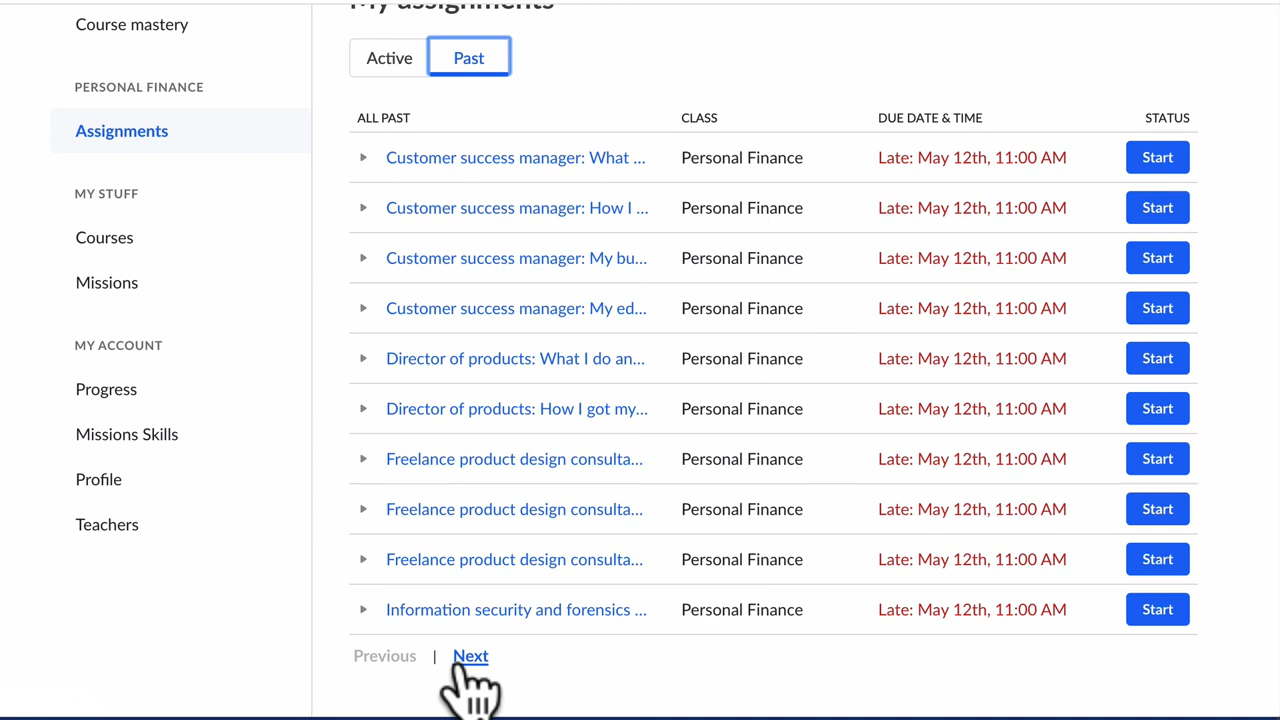 My assignments
Course mastery
PERSONAL FINANCE
Assignments
MY STUFF
Courses
Missions
MY ACCOUNT
Progress
Missions Skills
Profile
Teachers
Active Past
ALL PAST CLASS DUE DATE & TIME STATUS
Customer success manager: What ... Personal Finance Late: May 12th, 11:00 AM Start
Customer success manager: How I ... Personal Finance Late: May 12th, 11:00 AM Start
Customer success manager: My bu... Personal Finance Late: May 12th, 11:00 AM Start
Customer success manager: My ed... Personal Finance Late: May 12th, 11:00 AM Start
Director of products: What I do an... Personal Finance Late: May 12th, 11:00 AM Start
Director of products: How I got my... Personal Finance Late: May 12th, 11:00 AM Start
Freelance product design consulta... Personal Finance Late: May 12th, 11:00 AM Start
Freelance product design consulta... Personal Finance Late: May 12th, 11:00 AM Start
Freelance product design consulta... Personal Finance Late: May 12th, 11:00 AM Start
Information security and forensics ... Personal Finance Late: May 12th, 11:00 AM Start
Previous | Next